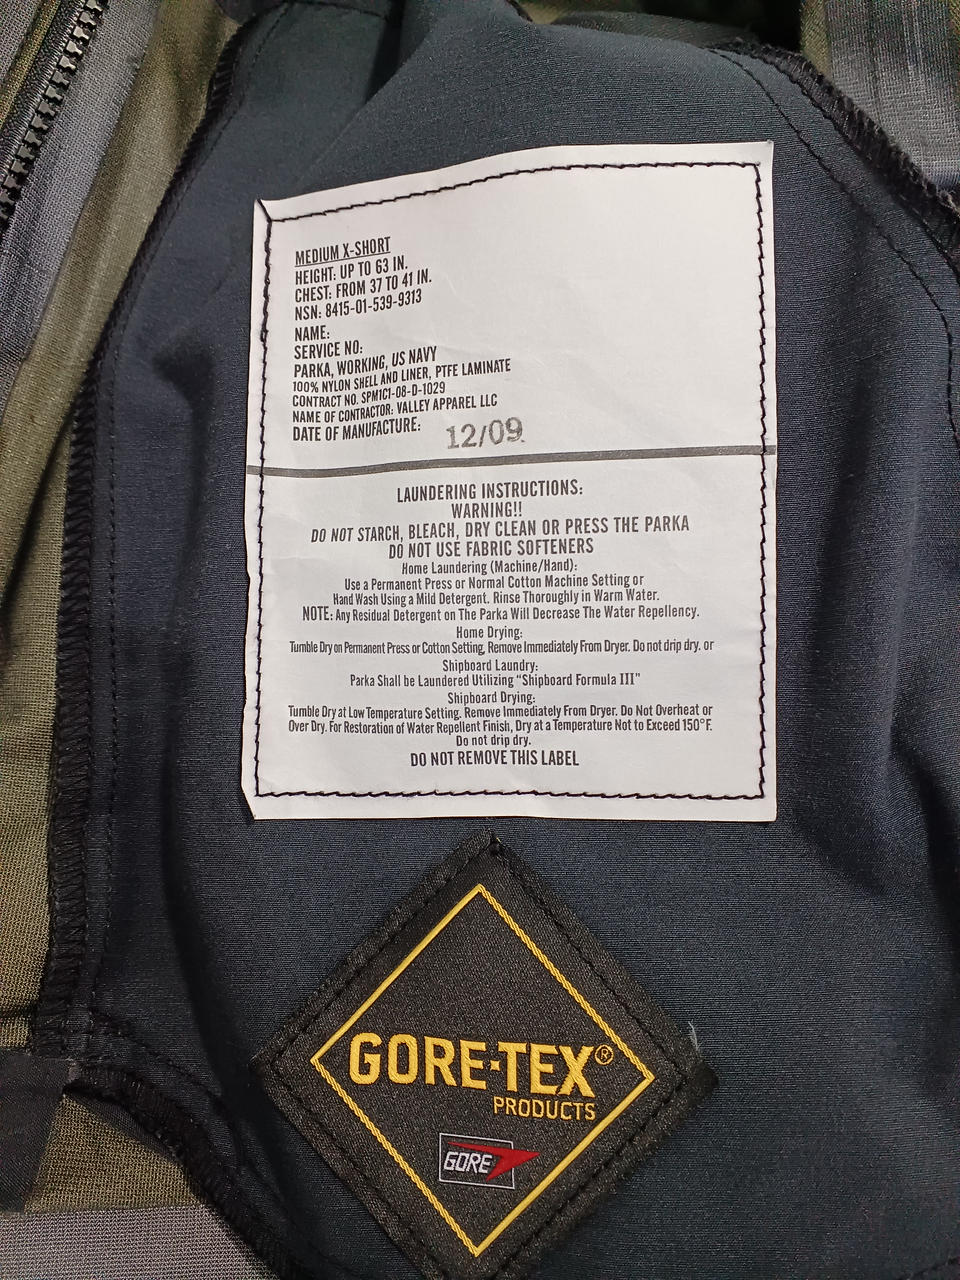 MEDIUM X-SHORT
HEIGHT: UP TO 63 IN.
CHEST: FROM 37 TO 41 IN.
NSN: 8415-01-539-9313
NAME:
SERVICE NO:
PARKA, WORKING, US NAVY
100% NYLON SHELL AND LINER, PTFE LAMINATE
CONTRACT NO. SPM1C1-08-D-1029
NAME OF CONTRACTOR: VALLEY APPAREL LLC
DATE OF MANUFACTURE: 12/09
LAUNDERING INSTRUCTIONS:
WARNING!!
DO NOT STARCH, BLEACH, DRY CLEAN OR PRESS THE PARKA
DO NOT USE FABRIC SOFTENERS
Home Laundering (Machine/Hand):
Use a Permanent Press or Normal Cotton Machine Setting or
Hand Wash Using a Mild Detergent. Rinse Thoroughly in Warm Water.
NOTE: Any Residual Detergent on The Parka Will Decrease The Water Repellency.
Home Drying:
Tumble Dry on Permanent Press or Cotton Setting, Remove Immediately From Dryer. Do not drip dry. or
Shipboard Laundry:
Parka Shall be Laundered Utilizing "Shipboard Formula III"
Shipboard Drying:
Tumble Dry at Low Temperature Setting. Remove Immediately From Dryer. Do Not Overheat or
Over Dry. For Restoration of Water Repellent Finish, Dry at a Temperature Not to Exceed 150°F.
Do not drip dry.
DO NOT REMOVE THIS LABEL
GORE-TEX®
PRODUCTS
GORE